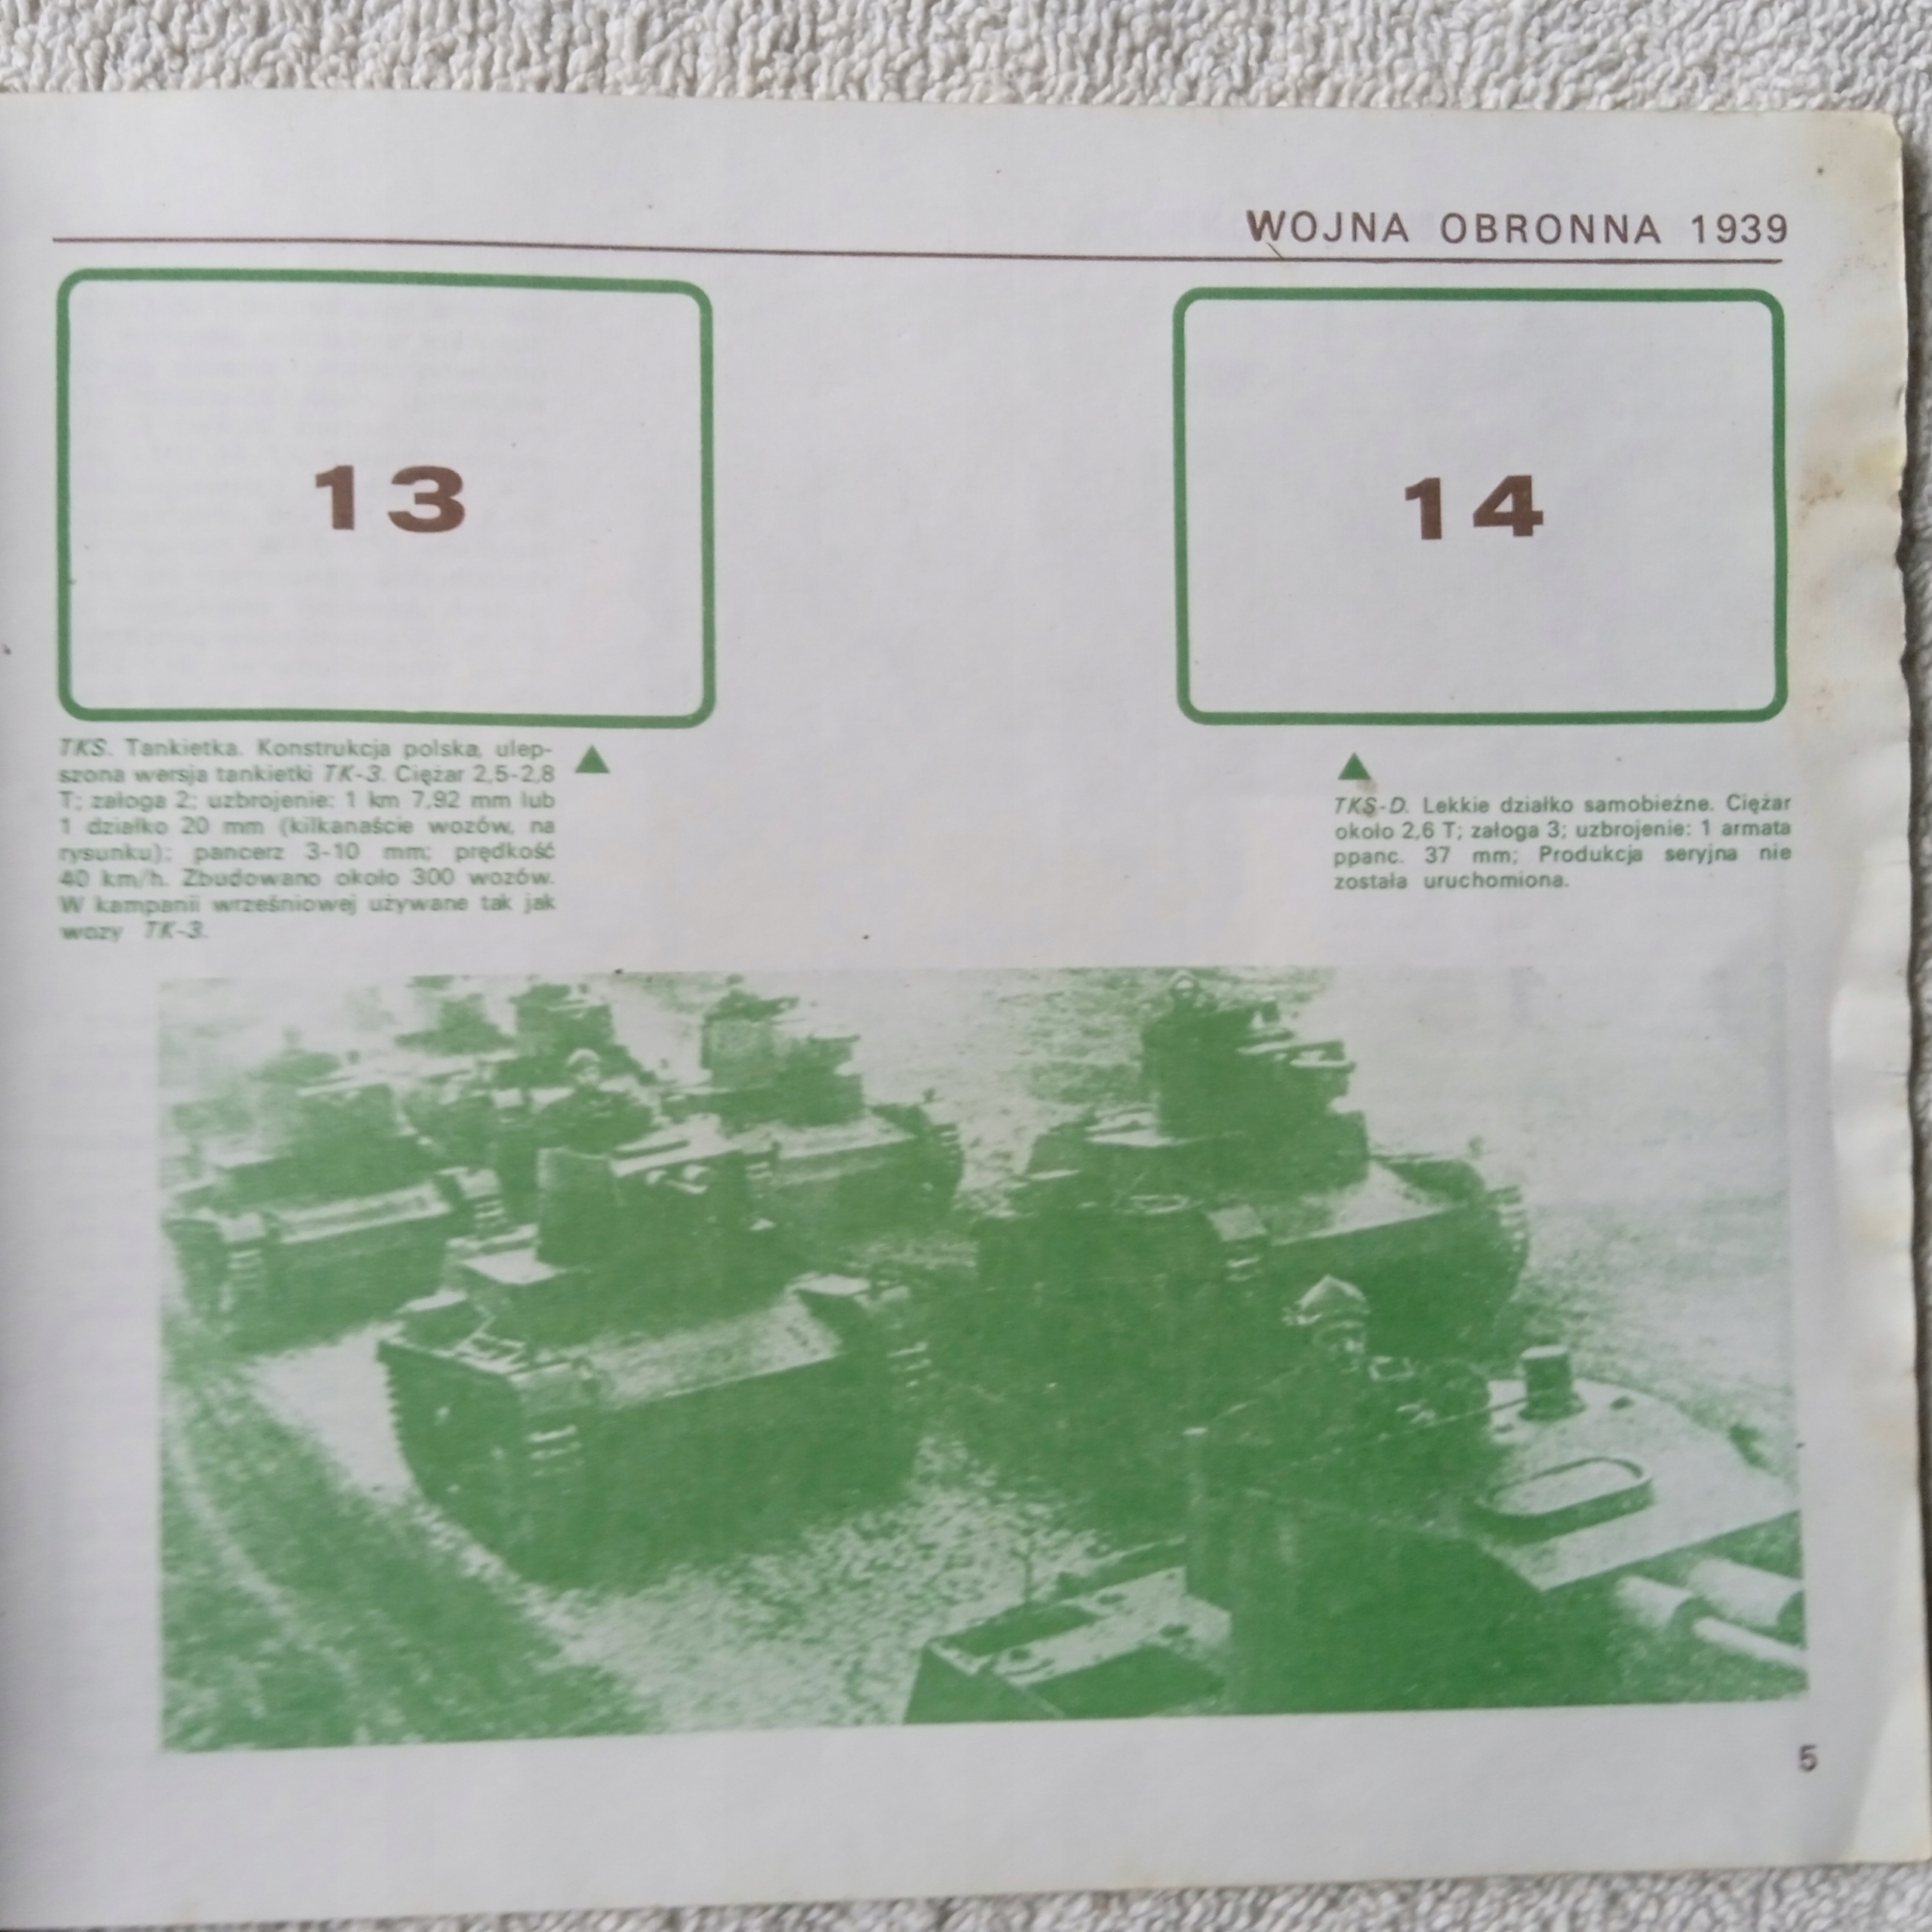 WOJNA OBRONNA 1939
13
14
TKS. Tankietka. Konstrukcja polska, ulep-
szona wersja tankietki TK-3. Ciężar 2,5-2,8
T; załoga 2; uzbrojenie: 1 km 7,92 mm lub
1 działko 20 mm (kilkanaście wozów, na
rysunku); pancerz 3-10 mm; prędkość
40 km/h. Zbudowano około 300 wozów.
W kampanii wrześniowej używane tak jak
wozy TK-3.
TKS-D. Lekkie działko samobieżne. Ciężar
około 2,6 T; załoga 3; uzbrojenie: 1 armata
ppanc. 37 mm; Produkcja seryjna nie
została uruchomiona.
5